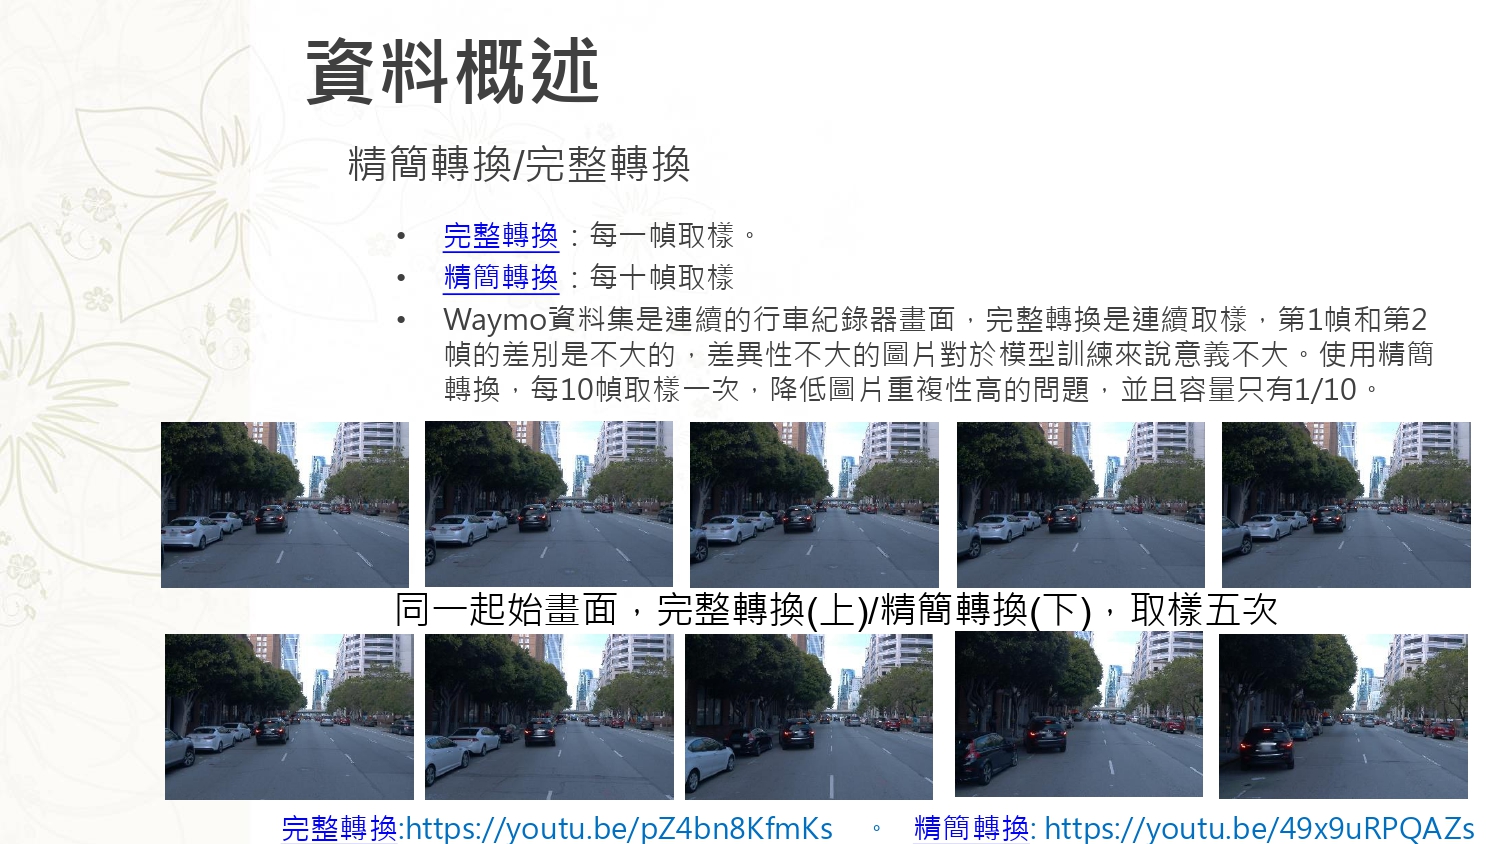 資料概述
精簡轉換/完整轉換
• 完整轉換：每一幀取樣。
• 精簡轉換：每十幀取樣
• Waymo資料集是連續的行車紀錄器畫面，完整轉換是連續取樣，第1幀和第2
幀的差別是不大的，差異性不大的圖片對於模型訓練來說意義不大。使用精簡
轉換，每10幀取樣一次，降低圖片重複性高的問題，並且容量只有1/10。
同一起始畫面，完整轉換(上)/精簡轉換(下)，取樣五次
完整轉換:https://youtu.be/pZ4bn8KfmKs 。 精簡轉換: https://youtu.be/49x9uRPQAZs